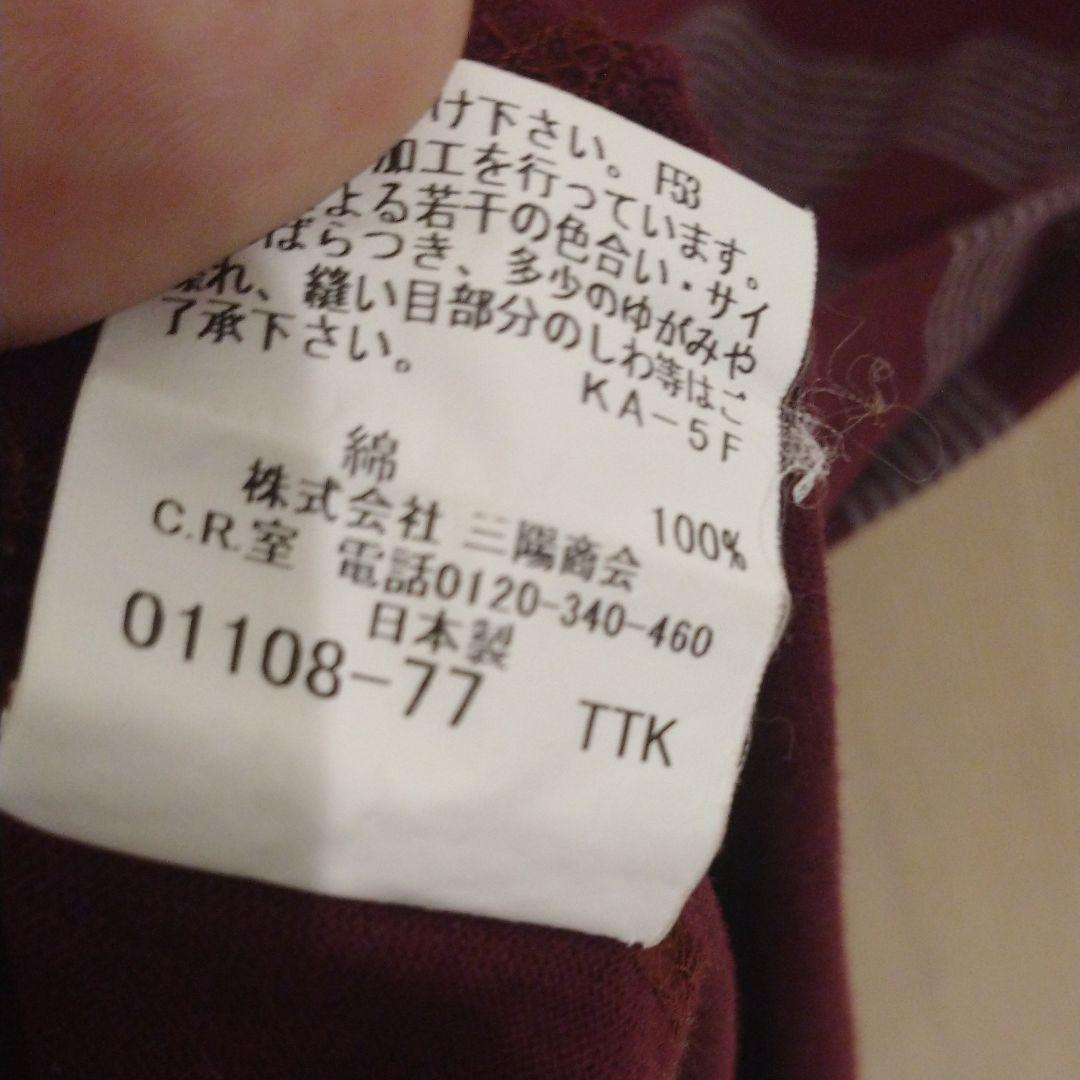 け下さい。 F53
加工を行っています。
よる若干の色合い・サイ
ばらつき、多少のゆがみや
れ、縫い目部分のしわ等はご
了承下さい。
KA-5F
綿 100%
株式会社 三陽商会
C.R.室 電話0120-340-460
日本製
01108-77 TTK